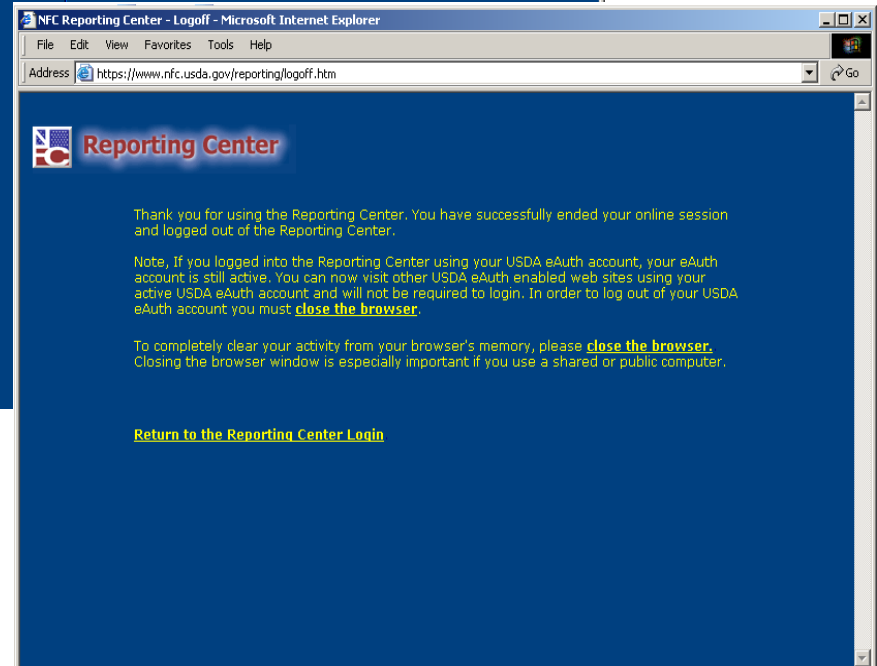 NFC Reporting Center - Logoff - Microsoft Internet Explorer
File Edit View Favorites Tools Help
Address https://www.nfc.usda.gov/reporting/logoff.htm Go
NFC Reporting Center
Thank you for using the Reporting Center. You have successfully ended your online session
and logged out of the Reporting Center.
Note, If you logged into the Reporting Center using your USDA eAuth account, your eAuth
account is still active. You can now visit other USDA eAuth enabled web sites using your
active USDA eAuth account and will not be required to login. In order to log out of your USDA
eAuth account you must close the browser.
To completely clear your activity from your browser's memory, please close the browser.
Closing the browser window is especially important if you use a shared or public computer.
Return to the Reporting Center Login